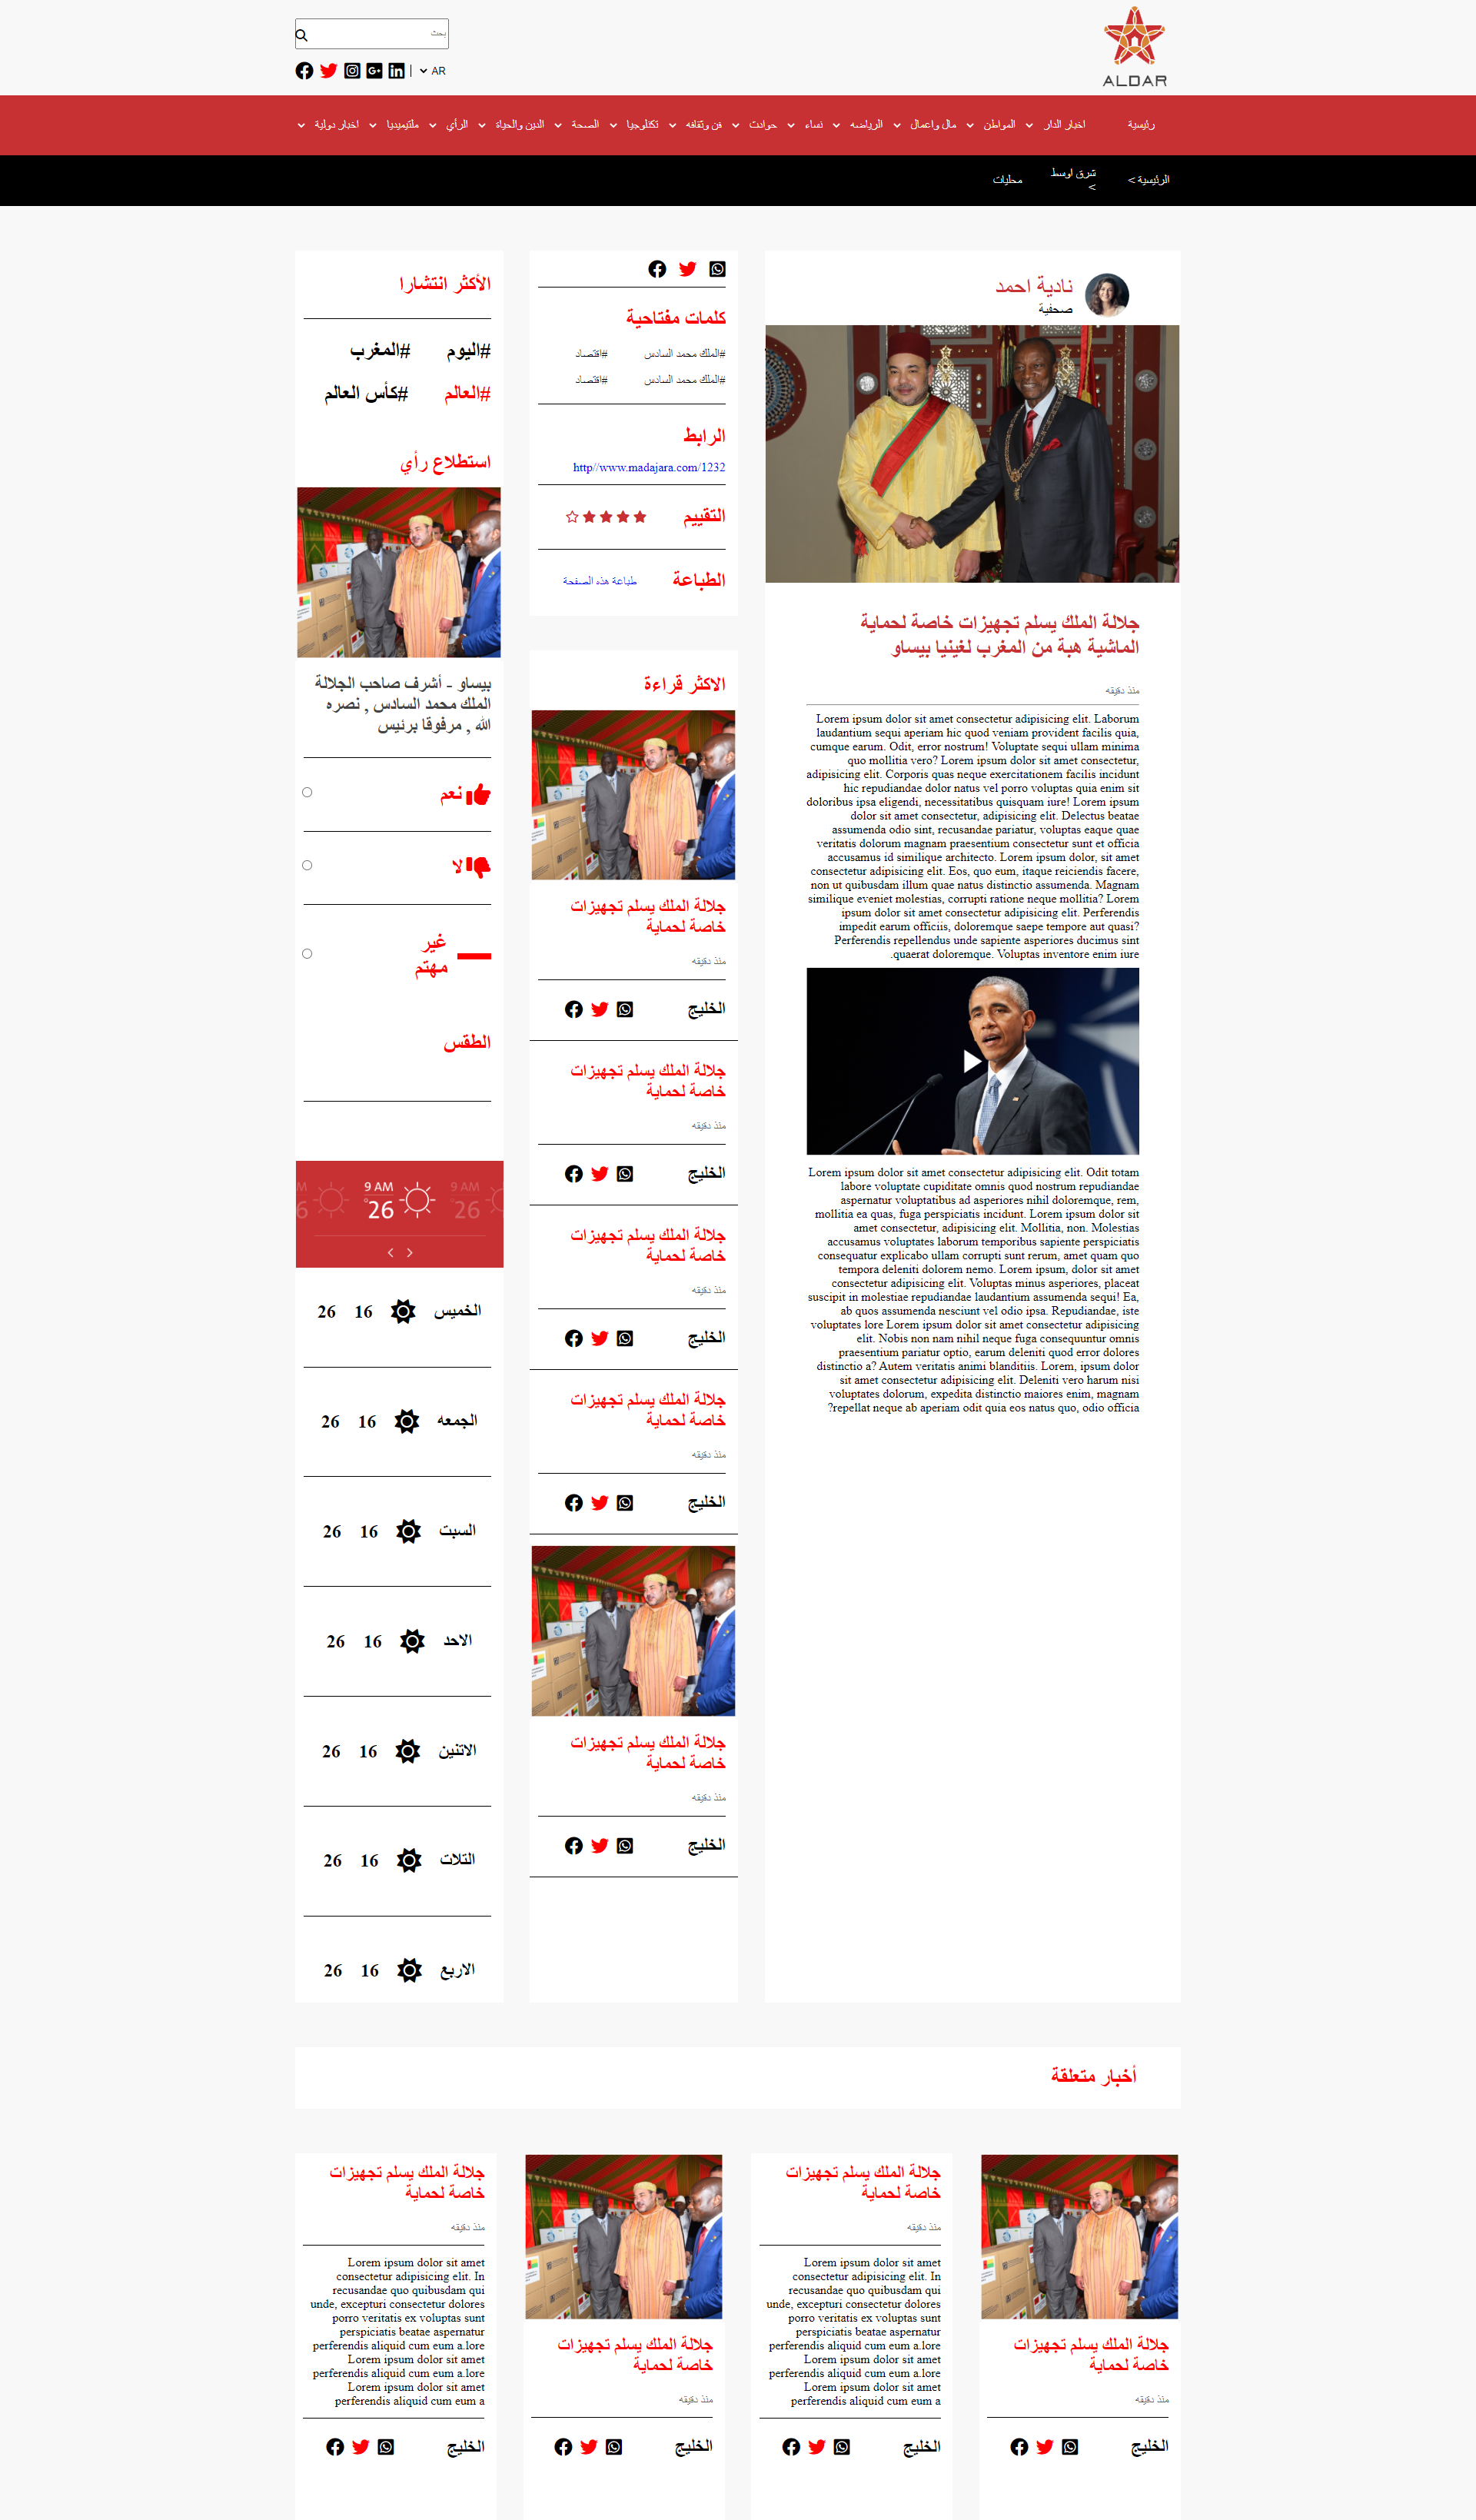 ALDAR
بحث
AR
رئيسية
اخبار الدار
المواطن
مال واعمال
الرياضه
نساء
حوادث
فن وثقافه
تكنلوجيا
الصحة
الدين والحياة
الرأي
ملتيميديا
اخبار دولية
الرئيسية >
شرق اوسط
>
محليات
نادية احمد
صحفية
جلالة الملك يسلم تجهيزات خاصة لحماية
الماشية هبة من المغرب لغينيا بيساو
منذ دقيقه
Lorem ipsum dolor sit amet consectetur adipisicing elit. Laborum
laudantium sequi aperiam hic quod veniam provident facilis quia,
cumque earum. Odit, error nostrum! Voluptate sequi ullam minima
quo mollitia vero? Lorem ipsum dolor sit amet consectetur,
adipisicing elit. Corporis quas neque exercitationem facilis incidunt
hic repudiandae dolor natus vel porro voluptas quia enim sit
doloribus ipsa eligendi, necessitatibus quisquam iure! Lorem ipsum
dolor sit amet consectetur, adipisicing elit. Delectus beatae
assumenda odio sint, recusandae pariatur, voluptas eaque quae
veritatis dolorum magnam praesentium consectetur sunt et officia
accusamus id similique architecto. Lorem ipsum dolor, sit amet
consectetur adipisicing elit. Eos, quo eum, itaque reiciendis facere,
non ut quibusdam illum quae natus distinctio assumenda. Magnam
similique eveniet molestias, corrupti ratione neque mollitia? Lorem
ipsum dolor sit amet consectetur adipisicing elit. Perferendis
impedit earum officiis, doloremque saepe tempore aut quasi?
Perferendis repellendus unde sapiente asperiores ducimus sint
.quaerat doloremque. Voluptas inventore enim iure
Lorem ipsum dolor sit amet consectetur adipisicing elit. Odit totam
labore voluptate cupiditate omnis quod nostrum repudiandae
aspernatur voluptatibus ad asperiores nihil doloremque, rem,
mollitia ea quas, fuga perspiciatis incidunt. Lorem ipsum dolor sit
amet consectetur, adipisicing elit. Mollitia, non. Molestias
accusamus voluptates laborum temporibus sapiente perspiciatis
consequatur explicabo ullam corrupti sunt rerum, amet quam quo
tempora deleniti dolorem nemo. Lorem ipsum, dolor sit amet
consectetur adipisicing elit. Voluptas minus asperiores, placeat
suscipit in molestiae repudiandae laudantium assumenda sequi! Ea,
ab quos assumenda nesciunt vel odio ipsa. Repudiandae, iste
voluptates lore Lorem ipsum dolor sit amet consectetur adipisicing
elit. Nobis non nam nihil neque fuga consequuntur omnis
praesentium pariatur optio, earum deleniti quod error dolores
distinctio a? Autem veritatis animi blanditiis. Lorem, ipsum dolor
sit amet consectetur adipisicing elit. Deleniti vero harum nisi
voluptates dolorum, expedita distinctio maiores enim, magnam
?repellat neque ab aperiam odit quia eos natus quo, odio officia
كلمات مفتاحية
#الملك محمد السادس #اقتصاد
#الملك محمد السادس #اقتصاد
الرابط
http//www.madajara.com/1232
التقييم
الطباعة
طباعة هذه الصفحة
الاكثر قراءة
جلالة الملك يسلم تجهيزات
خاصة لحماية
منذ دقيقه
الخليج
جلالة الملك يسلم تجهيزات
خاصة لحماية
منذ دقيقه
الخليج
جلالة الملك يسلم تجهيزات
خاصة لحماية
منذ دقيقه
الخليج
جلالة الملك يسلم تجهيزات
خاصة لحماية
منذ دقيقه
الخليج
جلالة الملك يسلم تجهيزات
خاصة لحماية
منذ دقيقه
الخليج
الأكثر انتشارا
#اليوم #المغرب
#العالم #كأس العالم
استطلاع رأي
بيساو - أشرف صاحب الجلالة
الملك محمد السادس , نصره
الله , مرفوقا برئيس
نعم
لا
غير
مهتم
الطقس
9 AM
26
9 AM
26
الخميس 16 26
الجمعه 16 26
السبت 16 26
الاحد 16 26
الاتنين 16 26
التلات 16 26
الاربع 16 26
أخبار متعلقة
جلالة الملك يسلم تجهيزات
خاصة لحماية
منذ دقيقه
الخليج
جلالة الملك يسلم تجهيزات
خاصة لحماية
منذ دقيقه
Lorem ipsum dolor sit amet
consectetur adipisicing elit. In
recusandae quo quibusdam qui
unde, excepturi consectetur dolores
porro veritatis ex voluptas sunt
perspiciatis beatae aspernatur
perferendis aliquid cum eum a.lore
Lorem ipsum dolor sit amet
perferendis aliquid cum eum a.lore
Lorem ipsum dolor sit amet
perferendis aliquid cum eum a
الخليج
جلالة الملك يسلم تجهيزات
خاصة لحماية
منذ دقيقه
الخليج
جلالة الملك يسلم تجهيزات
خاصة لحماية
منذ دقيقه
Lorem ipsum dolor sit amet
consectetur adipisicing elit. In
recusandae quo quibusdam qui
unde, excepturi consectetur dolores
porro veritatis ex voluptas sunt
perspiciatis beatae aspernatur
perferendis aliquid cum eum a.lore
Lorem ipsum dolor sit amet
perferendis aliquid cum eum a.lore
Lorem ipsum dolor sit amet
perferendis aliquid cum eum a
الخليج